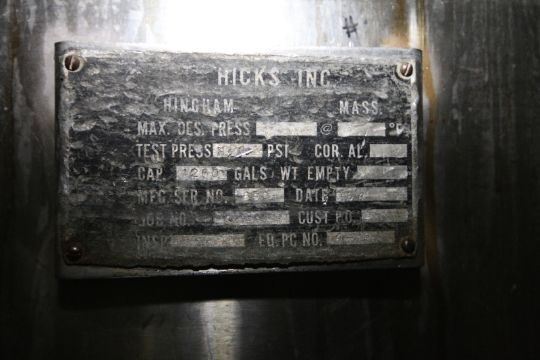 HICKS INC
HINGHAM MASS
MAX. DES. PRESS @ °F
TEST PRESS PSI COR. AL.
CAP. GALS WT EMPTY
MFG. SER. NO. DATE
JOB NO. CUST P.O.
INSP. EQ. PC NO.